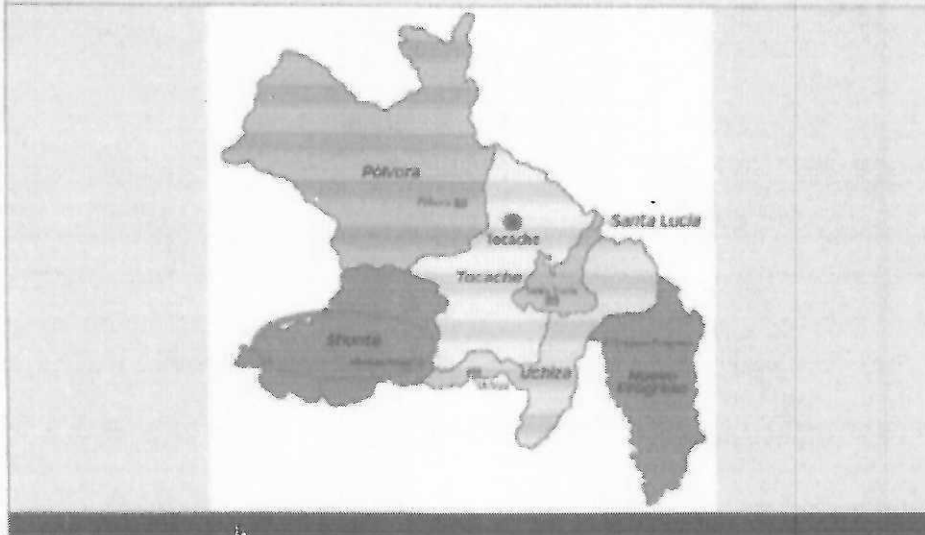 Pólvora
Santa Lucía
Tocache
Tocache
Shunte
Uchiza
Nuevo
Progreso